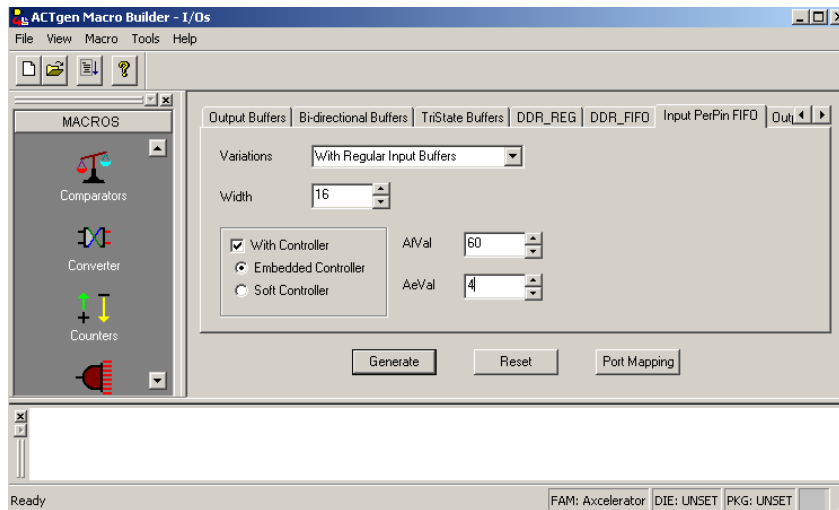 ACTgen Macro Builder - I/Os
File View Macro Tools Help
MACROS
Comparators
Converter
Counters
Output Buffers Bi-directional Buffers TriState Buffers DDR_REG DDR_FIFO Input PerPin FIFO Out
Variations With Regular Input Buffers
Width 16
With Controller
Embedded Controller
Soft Controller
AfVal 60
AeVal 4
Generate Reset Port Mapping
Ready FAM: Axcelerator DIE: UNSET PKG: UNSET